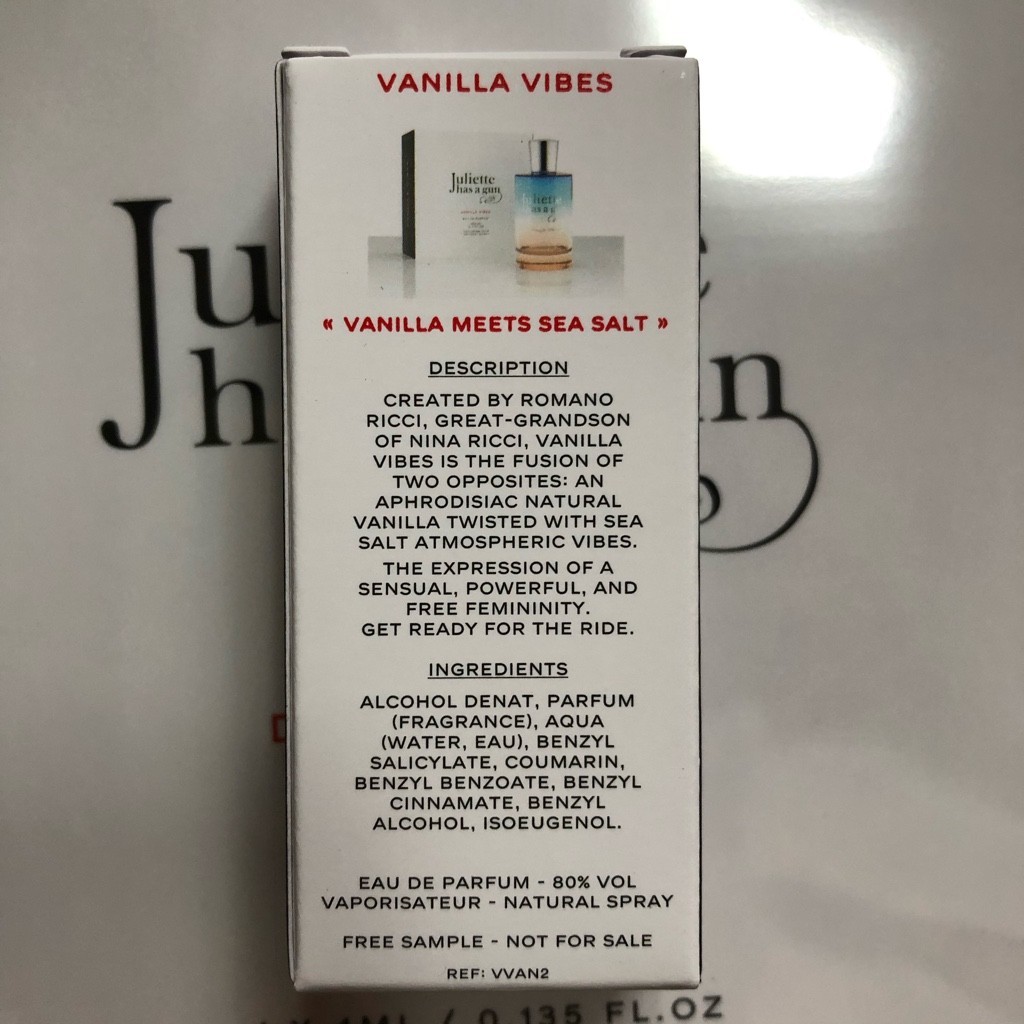 VANILLA VIBES
Juliette
has a gun
« VANILLA MEETS SEA SALT »
DESCRIPTION
CREATED BY ROMANO
RICCI, GREAT-GRANDSON
OF NINA RICCI, VANILLA
VIBES IS THE FUSION OF
TWO OPPOSITES: AN
APHRODISIAC NATURAL
VANILLA TWISTED WITH SEA
SALT ATMOSPHERIC VIBES.
THE EXPRESSION OF A
SENSUAL, POWERFUL, AND
FREE FEMININITY.
GET READY FOR THE RIDE.
INGREDIENTS
ALCOHOL DENAT, PARFUM
(FRAGRANCE), AQUA
(WATER, EAU), BENZYL
SALICYLATE, COUMARIN,
BENZYL BENZOATE, BENZYL
CINNAMATE, BENZYL
ALCOHOL, ISOEUGENOL.
EAU DE PARFUM - 80% VOL
VAPORISATEUR - NATURAL SPRAY
FREE SAMPLE - NOT FOR SALE
REF: VVAN2
Ju
h
n
4ML / 0.135 FL.OZ